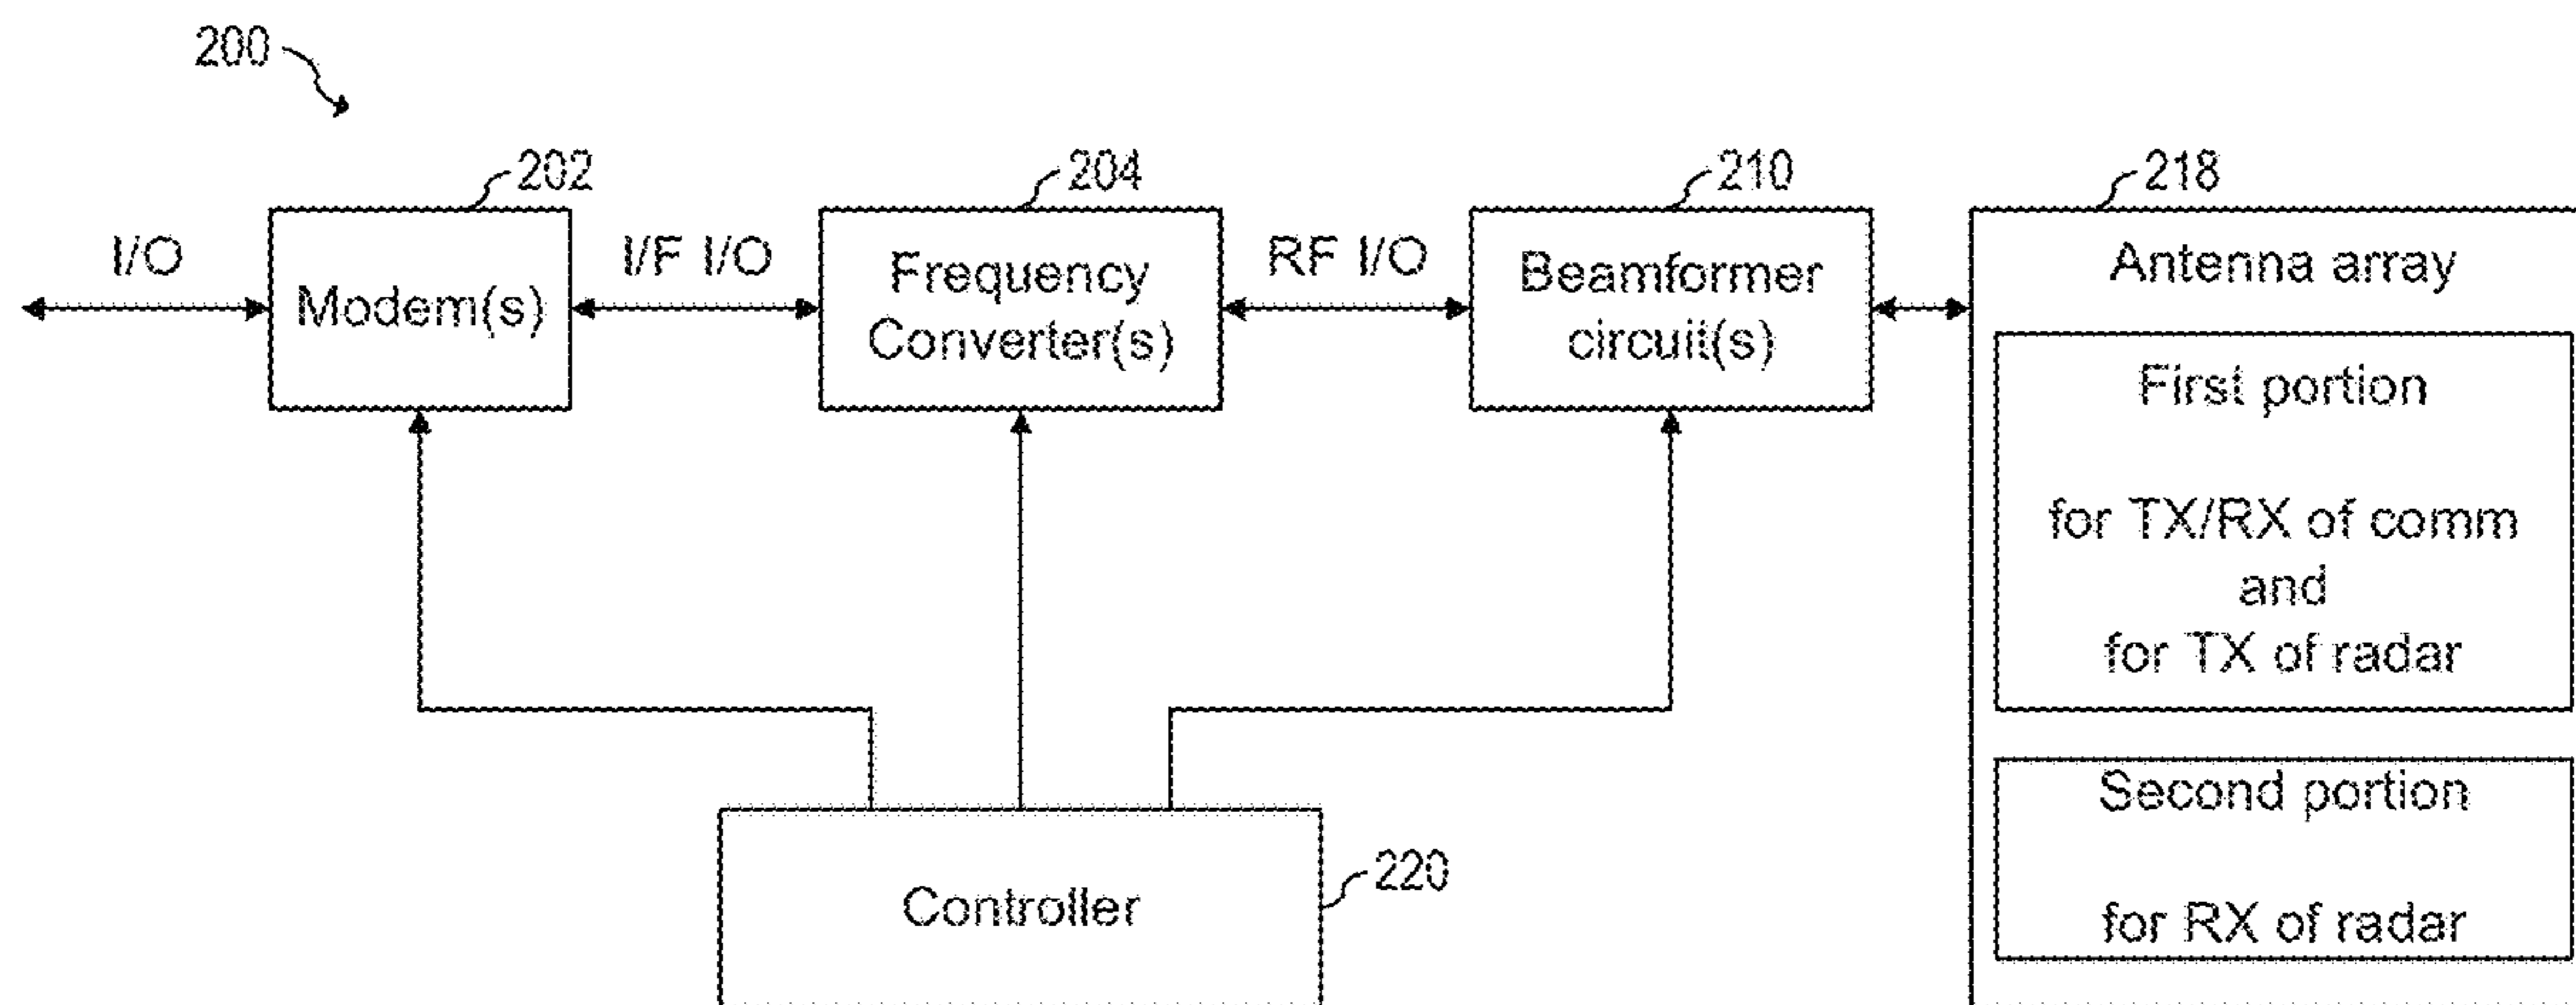 200
202
204
210
218
I/O
Modem(s)
I/F I/O
Frequency
Converter(s)
RF I/O
Beamformer
circuit(s)
Antenna array
First portion
for TX/RX of comm
and
for TX of radar
Second portion
for RX of radar
Controller
220